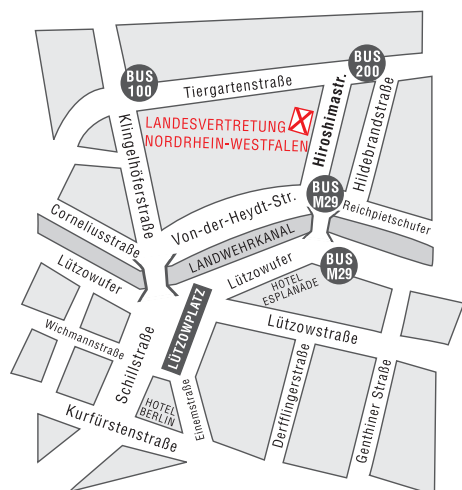 BUS
200
BUS
100
Tiergartenstraße
Hiroshimastr.
Hildebrandstraße
Klingelhöferstraße
LANDESVERTRETUNG
NORDRHEIN-WESTFALEN
BUS
M29
Reichpietschufer
Corneliusstraße
Von-der-Heydt-Str.
LANDWEHRKANAL
Lützowufer
Lützowufer
BUS
M29
HOTEL
ESPLANADE
LÜTZOWPLATZ
Lützowstraße
Wichmannstraße
Schillstraße
HOTEL
BERLIN
Einemstraße
Derfflingerstraße
Genthiner Straße
Kurfürstenstraße